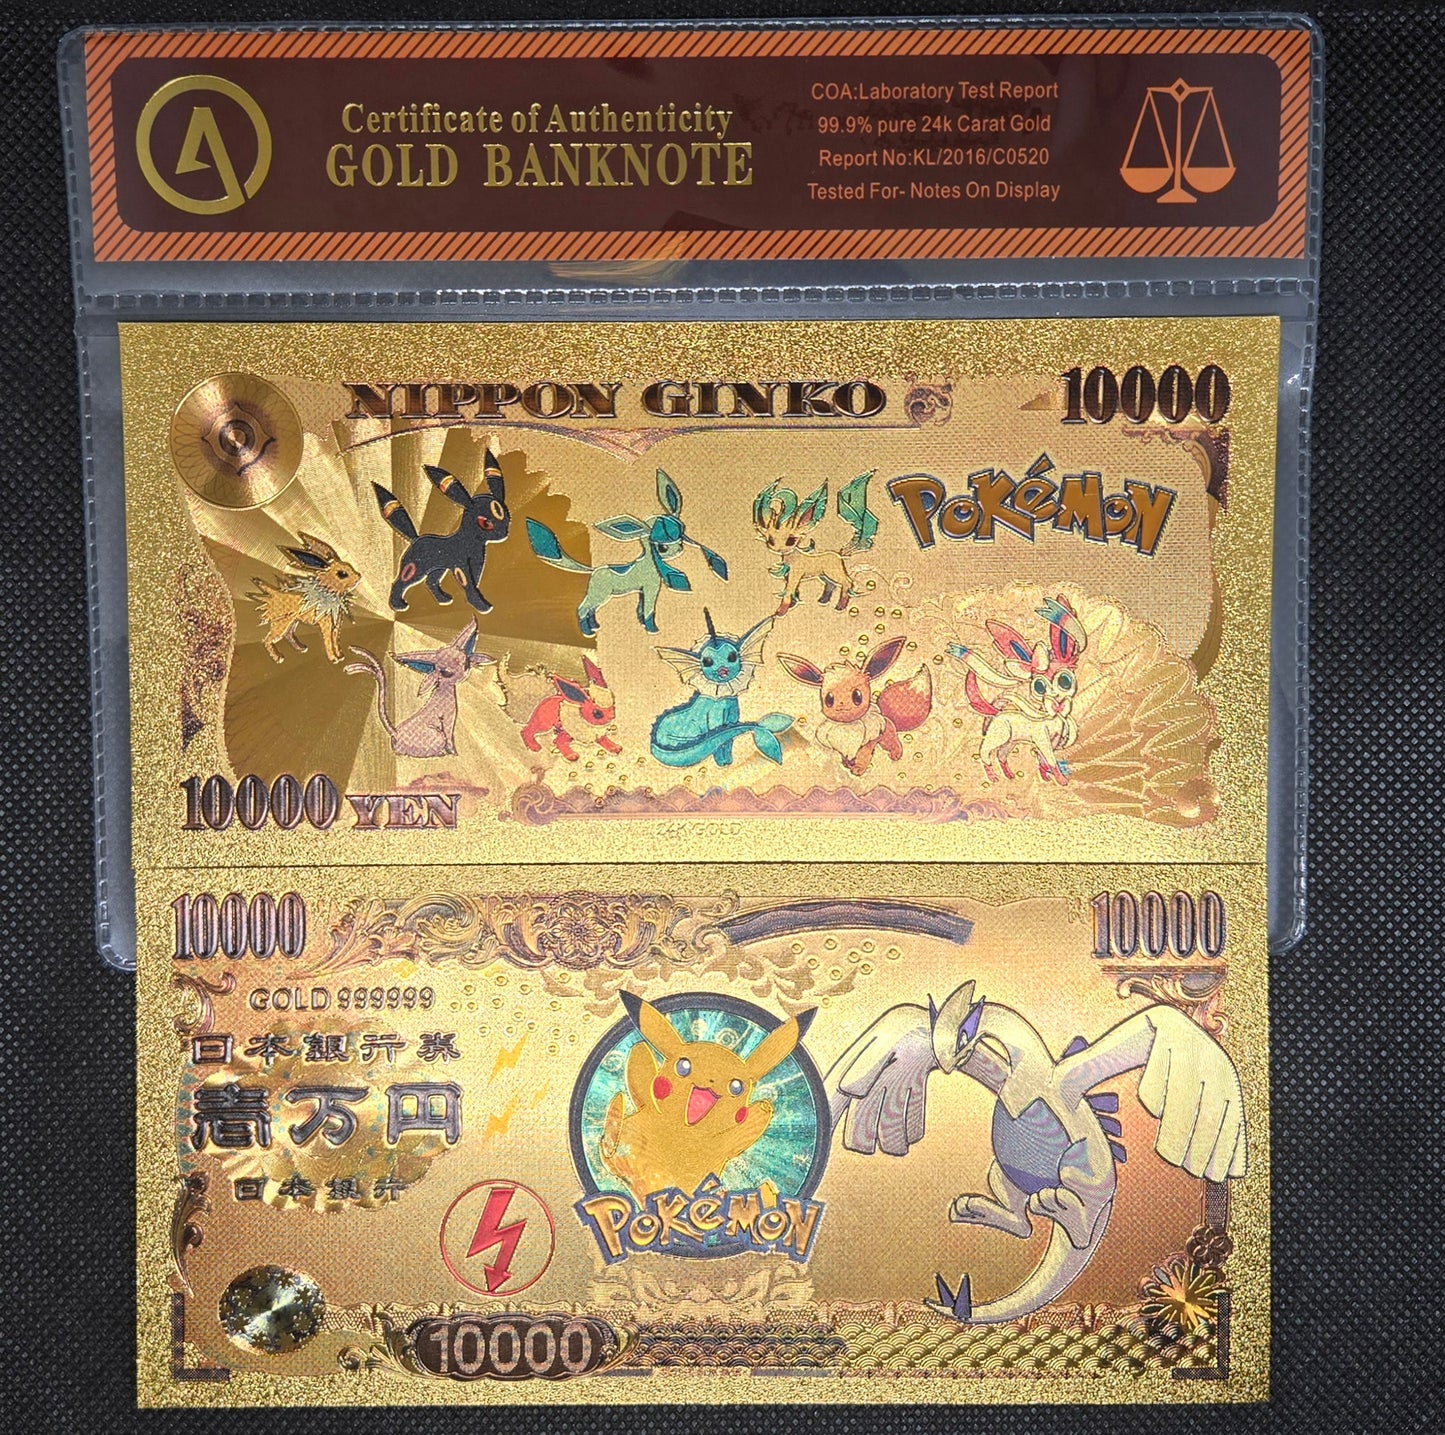 Certificate of Authenticity
GOLD BANKNOTE
COA:Laboratory Test Report
99.9% pure 24k Carat Gold
Report No:KL/2016/C0520
Tested For- Notes On Display
NIPPON GINKO
10000
POKéMON
10000 YEN
24K GOLD
10000
10000
GOLD 999999
日本銀行券
壱万円
日本銀行
POKéMON
10000